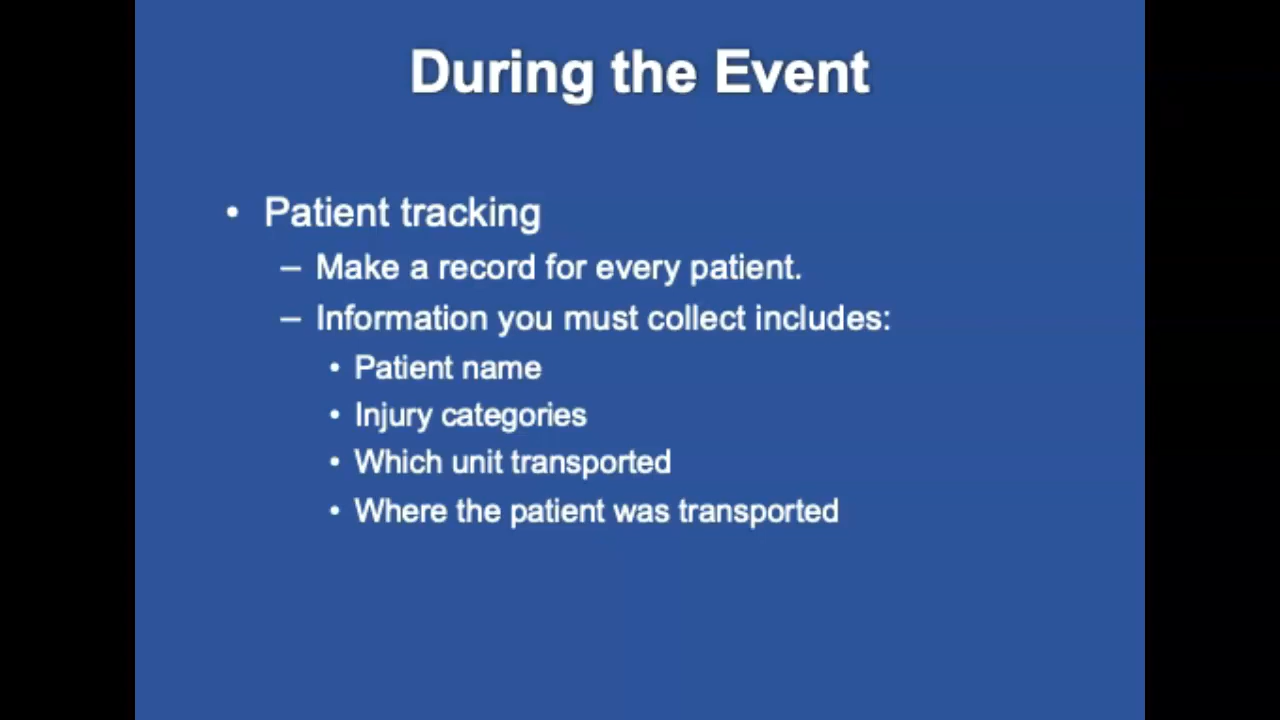 During the Event
• Patient tracking
– Make a record for every patient.
– Information you must collect includes:
• Patient name
• Injury categories
• Which unit transported
• Where the patient was transported